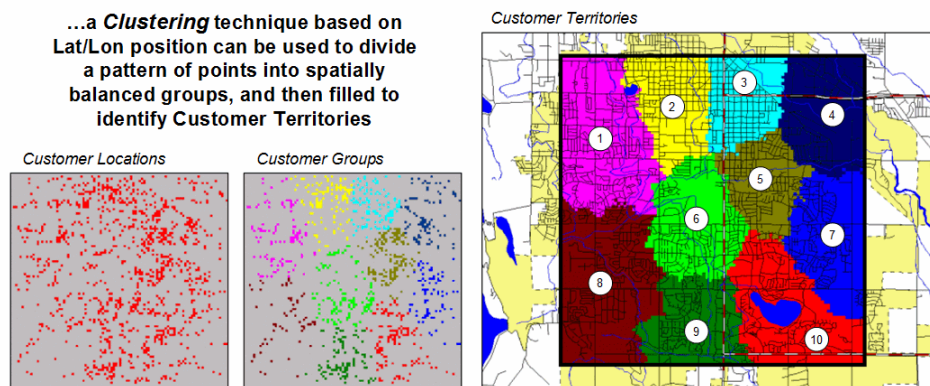 ...a Clustering technique based on
Lat/Lon position can be used to divide
a pattern of points into spatially
balanced groups, and then filled to
identify Customer Territories
Customer Locations
Customer Groups
Customer Territories
1
2
3
4
5
6
7
8
9
10